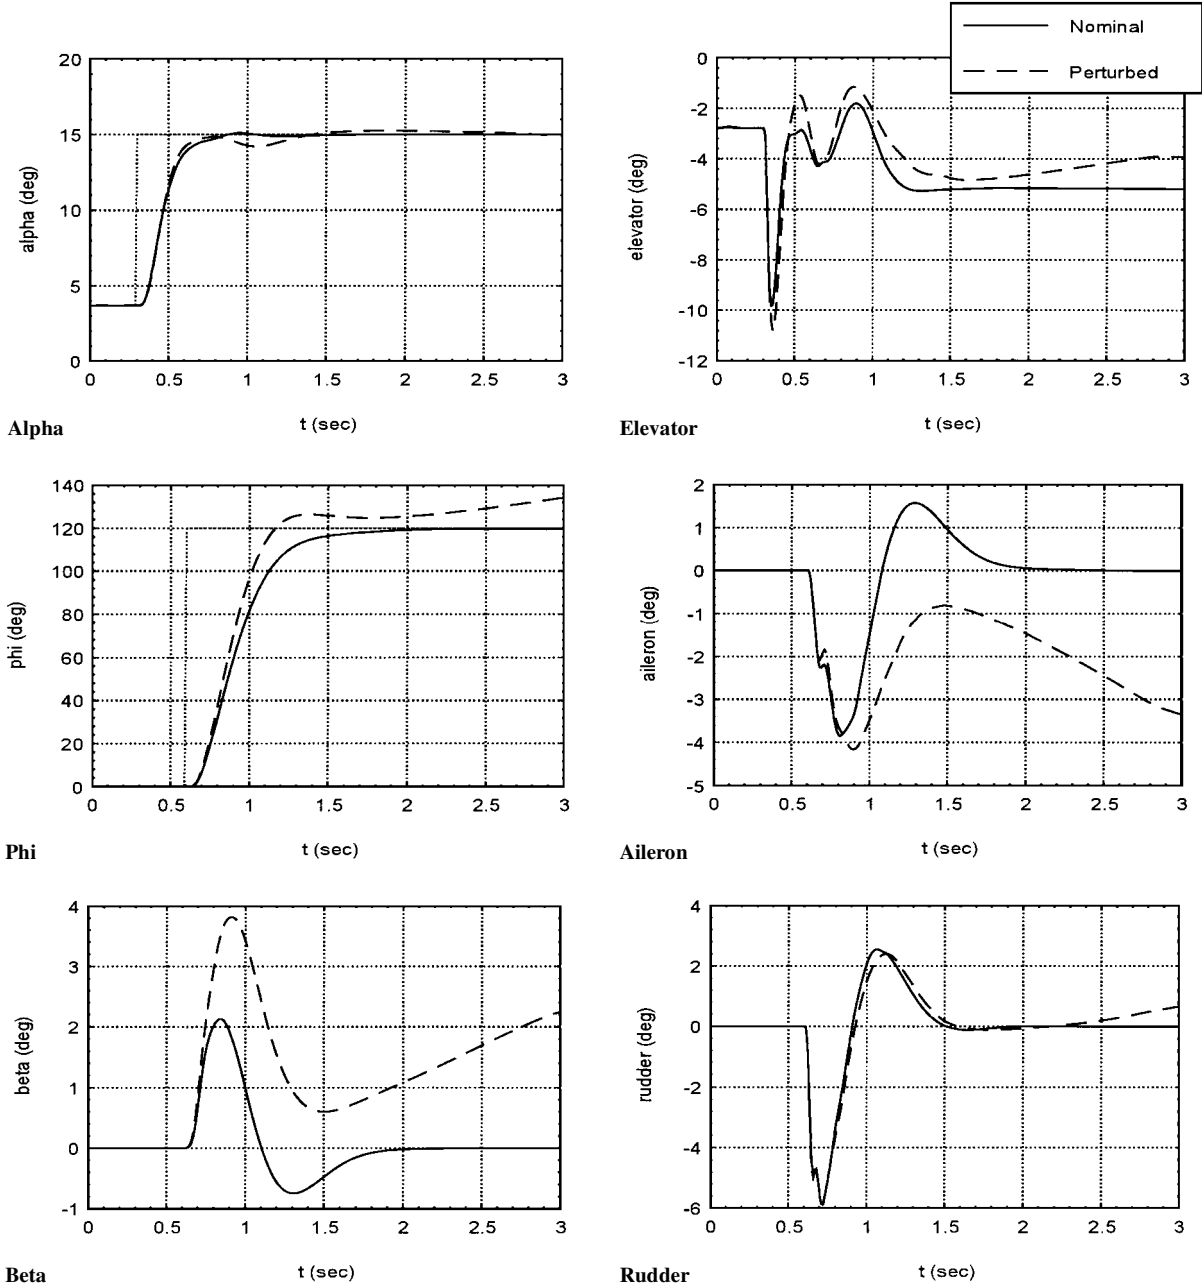 Nominal
Perturbed
20
15
10
5
0
alpha (deg)
0 0.5 1 1.5 2 2.5 3
t (sec)
Alpha
0
-2
-4
-6
-8
-10
-12
elevator (deg)
0 0.5 1 1.5 2 2.5 3
t (sec)
Elevator
140
120
100
80
60
40
20
0
phi (deg)
0 0.5 1 1.5 2 2.5 3
t (sec)
Phi
2
1
0
-1
-2
-3
-4
-5
aileron (deg)
0 0.5 1 1.5 2 2.5 3
t (sec)
Aileron
4
3
2
1
0
-1
beta (deg)
0 0.5 1 1.5 2 2.5 3
t (sec)
Beta
4
2
0
-2
-4
-6
rudder (deg)
0 0.5 1 1.5 2 2.5 3
t (sec)
Rudder